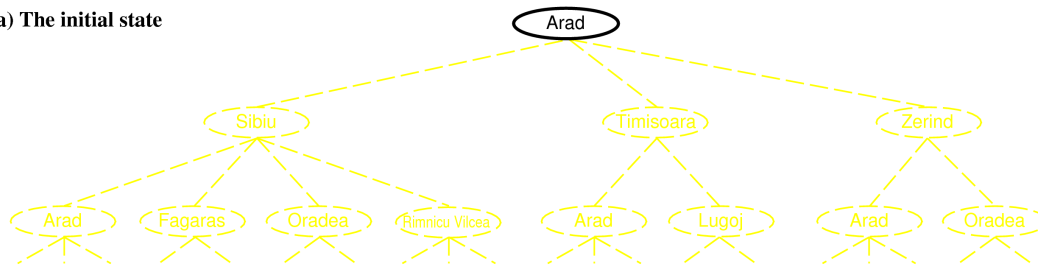 a) The initial state
Arad
Sibiu
Timisoara
Zerind
Arad
Fagaras
Oradea
Rimnicu Vilcea
Arad
Lugoj
Arad
Oradea